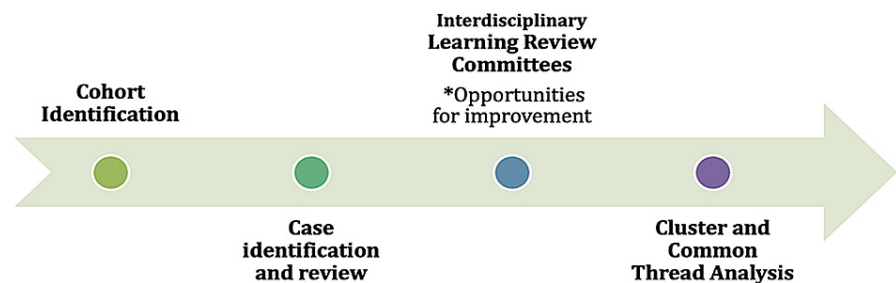 Cohort
Identification
Case
identification
and review
Interdisciplinary
Learning Review
Committees
*Opportunities
for improvement
Cluster and
Common
Thread Analysis